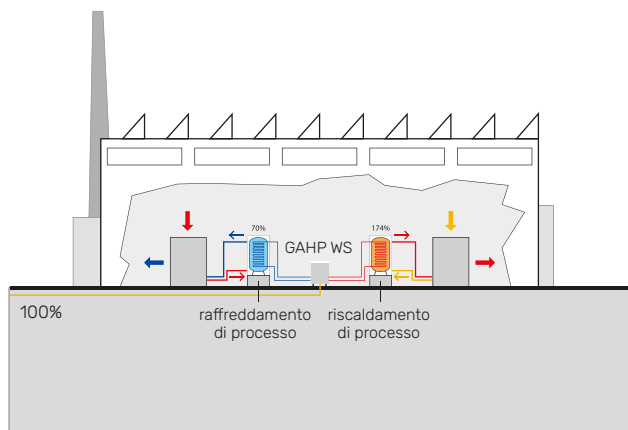 70%
174%
GAHP WS
100%
raffreddamento
di processo
riscaldamento
di processo